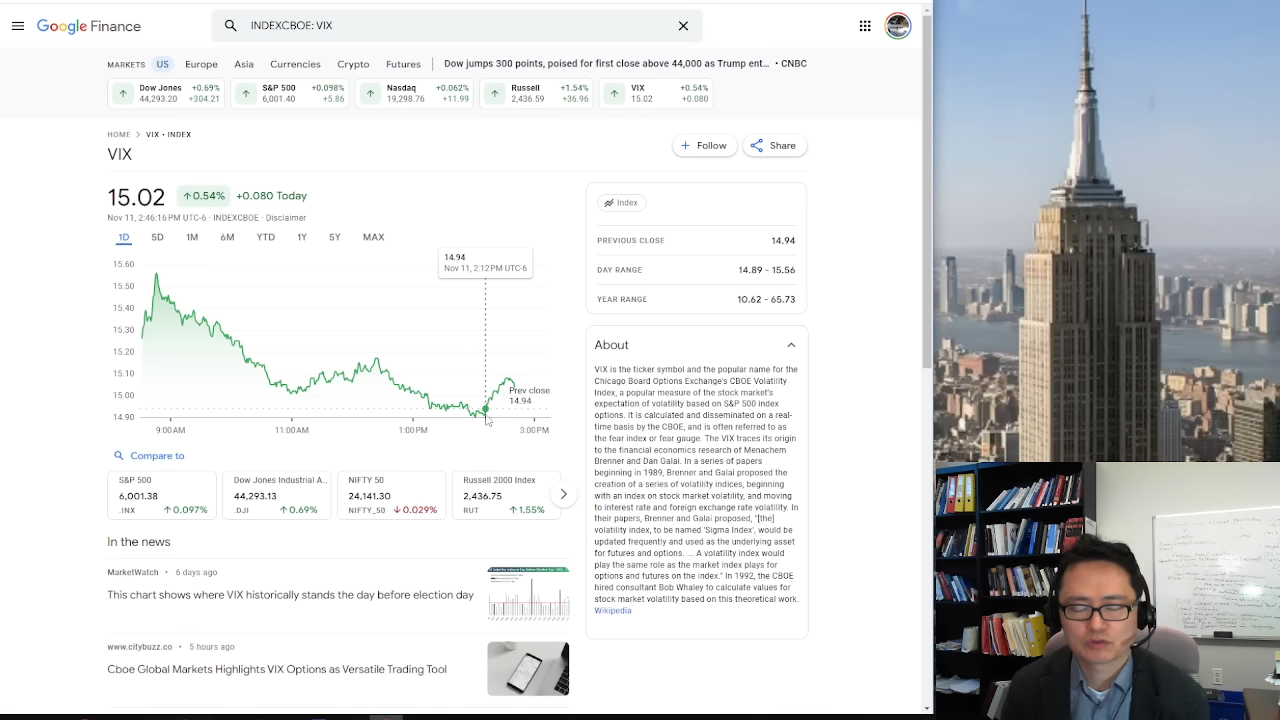 Google Finance
INDEXCBOE: VIX
MARKETS US Europe Asia Currencies Crypto Futures Dow jumps 300 points, poised for first close above 44,000 as Trump ent... • CNBC
Dow Jones +0.69%
44,293.20 +304.21
S&P 500 +0.098%
6,001.40 +5.86
Nasdaq +0.062%
19,298.76 +11.99
Russell +1.54%
2,436.59 +36.96
VIX +0.54%
15.02 +0.080
HOME > VIX • INDEX
VIX
Follow
Share
15.02 0.54% +0.080 Today
Nov 11, 2:46:16 PM UTC-6 · INDEXCBOE · Disclaimer
1D 5D 1M 6M YTD 1Y 5Y MAX
14.94
Nov 11, 2:12 PM UTC-6
15.60
15.50
15.40
15.30
15.20
15.10
15.00
14.90
Prev close
14.94
9:00 AM 11:00 AM 1:00 PM 3:00 PM
Compare to
S&P 500
6,001.38
.INX 0.097%
Dow Jones Industrial A..
44,293.13
.DJI 0.69%
NIFTY 50
24,141.30
NIFTY_50 0.029%
Russell 2000 Index
2,436.75
RUT 1.55%
In the news
MarketWatch • 6 days ago
This chart shows where VIX historically stands the day before election day
www.citybuzz.co • 5 hours ago
Cboe Global Markets Highlights VIX Options as Versatile Trading Tool
Index
PREVIOUS CLOSE 14.94
DAY RANGE 14.89 - 15.56
YEAR RANGE 10.62 - 65.73
About
VIX is the ticker symbol and the popular name for the
Chicago Board Options Exchange's CBOE Volatility
Index, a popular measure of the stock market's
expectation of volatility based on S&P 500 index
options. It is calculated and disseminated on a real-
time basis by the CBOE, and is often referred to as
the fear index or fear gauge. The VIX traces its origin
to the financial economics research of Menachem
Brenner and Dan Galai. In a series of papers
beginning in 1989, Brenner and Galai proposed the
creation of a series of volatility indices, beginning
with an index on stock market volatility, and moving
to interest rate and foreign exchange rate volatility. In
their papers, Brenner and Galai proposed, "[the]
volatility index, to be named 'Sigma Index', would be
updated frequently and used as the underlying asset
for futures and options. ... A volatility index would
play the same role as the market index plays for
options and futures on the index." In 1992, the CBOE
hired consultant Bob Whaley to calculate values for
stock market volatility based on this theoretical work.
Wikipedia